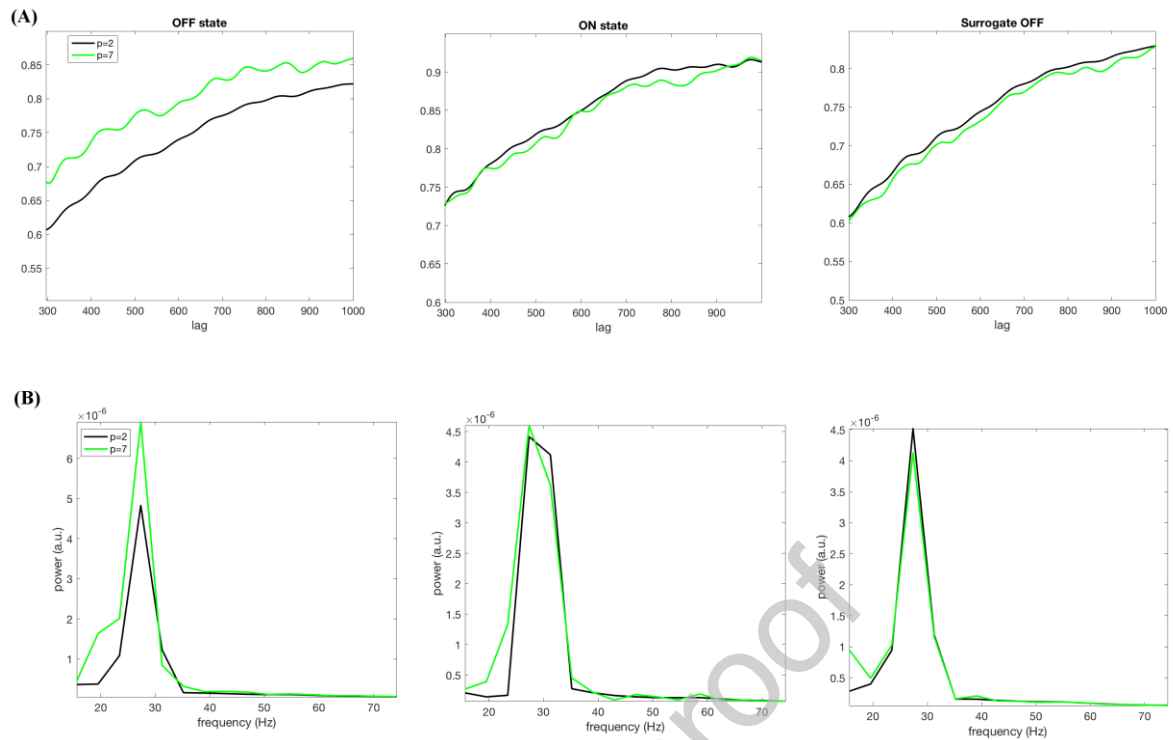 (A)
OFF state
p=2
p=7
0.85
0.8
0.75
0.7
0.65
0.6
0.55
300 400 500 600 700 800 900 1000
lag
ON state
0.9
0.85
0.8
0.75
0.7
0.65
0.6
300 400 500 600 700 800 900
lag
Surrogate OFF
0.8
0.75
0.7
0.65
0.6
0.55
0.5
300 400 500 600 700 800 900 1000
lag
(B)
×10⁻⁶
p=2
p=7
6
5
4
3
2
1
power (a.u.)
20 30 40 50 60 70
frequency (Hz)
×10⁻⁶
4.5
4
3.5
3
2.5
2
1.5
1
0.5
power (a.u.)
20 30 40 50 60 70
frequency (Hz)
×10⁻⁶
4.5
4
3.5
3
2.5
2
1.5
1
0.5
power (a.u.)
20 30 40 50 60 70
frequency (Hz)
roof